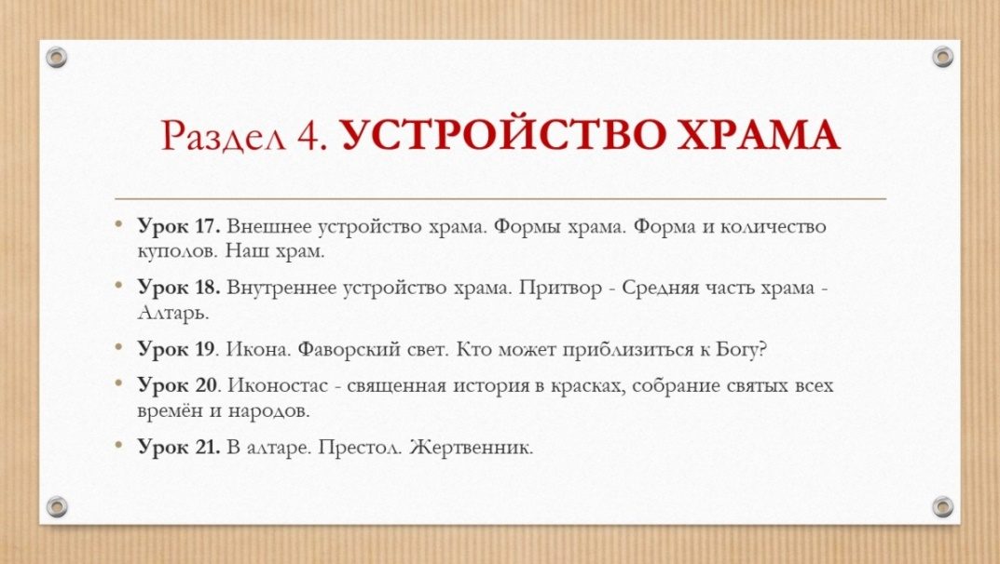 Раздел 4. УСТРОЙСТВО ХРАМА
• Урок 17. Внешнее устройство храма. Формы храма. Форма и количество
куполов. Наш храм.
• Урок 18. Внутреннее устройство храма. Притвор - Средняя часть храма -
Алтарь.
• Урок 19. Икона. Фаворский свет. Кто может приблизиться к Богу?
• Урок 20. Иконостас - священная история в красках, собрание святых всех
времён и народов.
• Урок 21. В алтаре. Престол. Жертвенник.